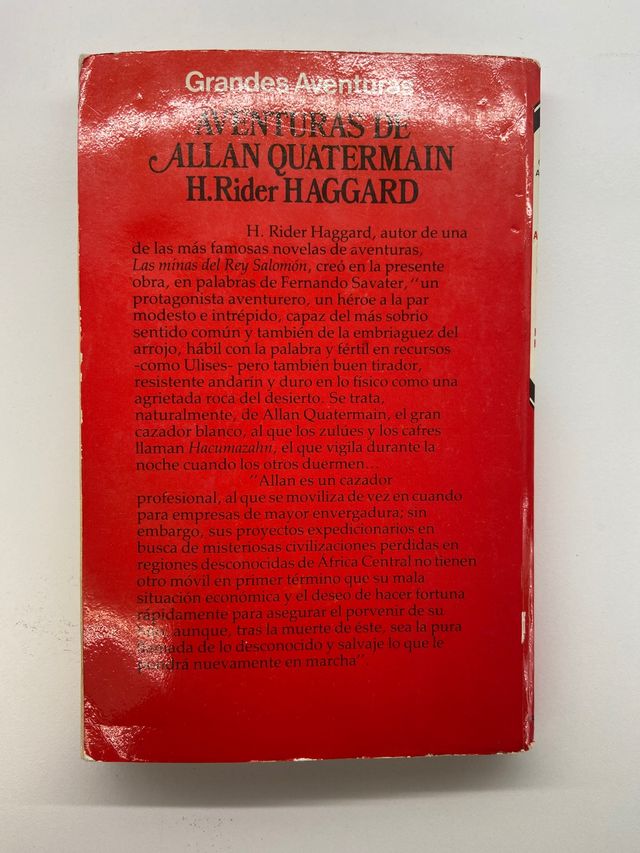 Grandes Aventuras
AVENTURAS DE
ALLAN QUATERMAIN
H.Rider HAGGARD
H. Rider Haggard, autor de una
de las más famosas novelas de aventuras,
Las minas del Rey Salomón, creó en la presente
obra, en palabras de Fernando Savater, "un
protagonista aventurero, un héroe a la par
modesto e intrépido, capaz del más sobrio
sentido común y también de la embriaguez del
arrojo, hábil con la palabra y fértil en recursos
-como Ulises- pero también buen tirador,
resistente andarín y duro en lo físico como una
agrietada roca del desierto. Se trata,
naturalmente, de Allan Quatermain, el gran
cazador blanco, al que los zulúes y los cafres
llaman Hacumazahn, el que vigila durante la
noche cuando los otros duermen...
"Allan es un cazador
profesional, al que se moviliza de vez en cuando
para empresas de mayor envergadura; sin
embargo, sus proyectos expedicionarios en
busca de misteriosas civilizaciones perdidas en
regiones desconocidas de África Central no tienen
otro móvil en primer término que su mala
situación económica y el deseo de hacer fortuna
rápidamente para asegurar el porvenir de su
aunque, tras la muerte de éste, sea la pura
llamada de lo desconocido y salvaje lo que le
pondrá nuevamente en marcha"